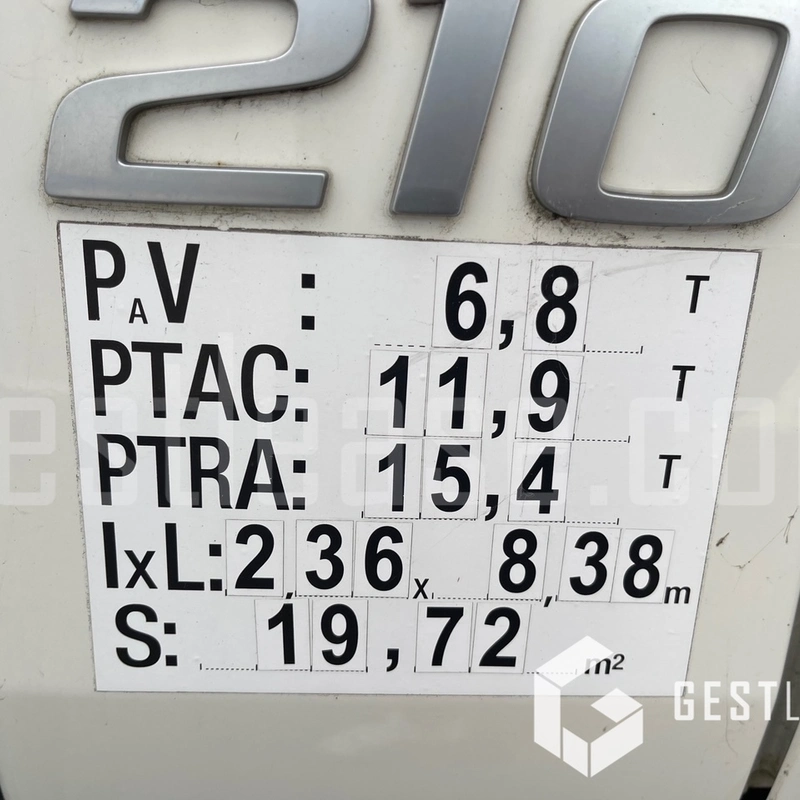 210
PAV : 6,8 T
PTAC: 11,9 T
PTRA: 15,4 T
IxL: 2,36 x 8,38 m
S: 19,72 m²
GESTL